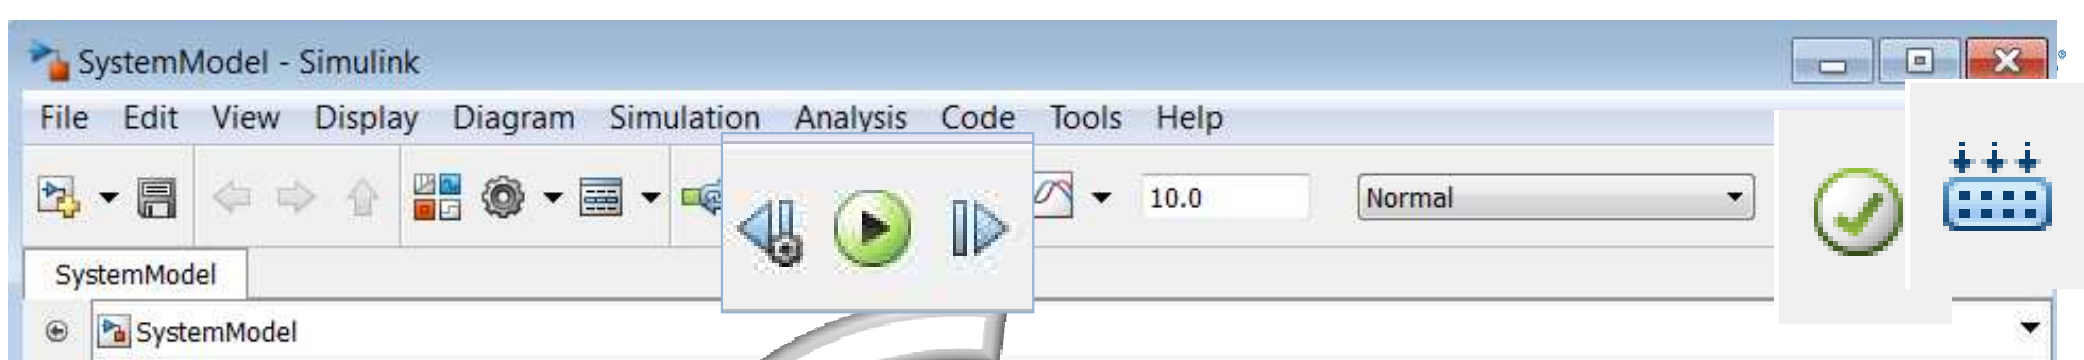 SystemModel - Simulink
®
File Edit View Display Diagram Simulation Analysis Code Tools Help
10.0 Normal
SystemModel
SystemModel